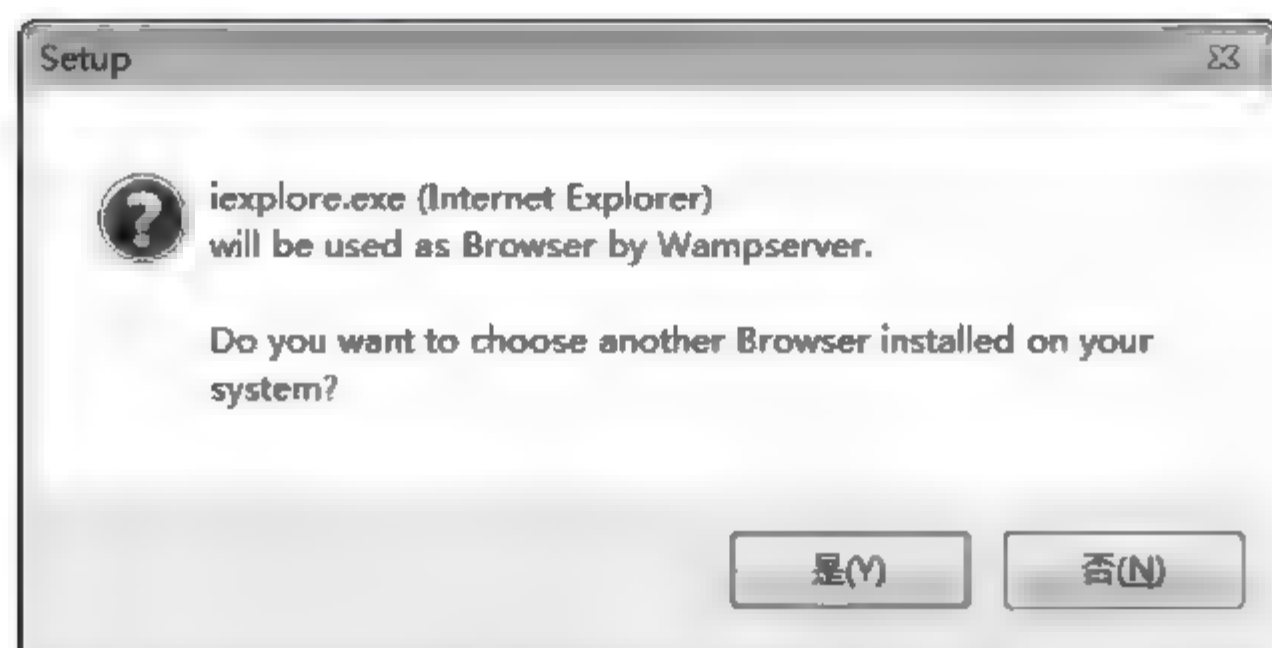 Setup
iexplore.exe (Internet Explorer)
will be used as Browser by Wampserver.
Do you want to choose another Browser installed on your
system?
是(Y)
否(N)